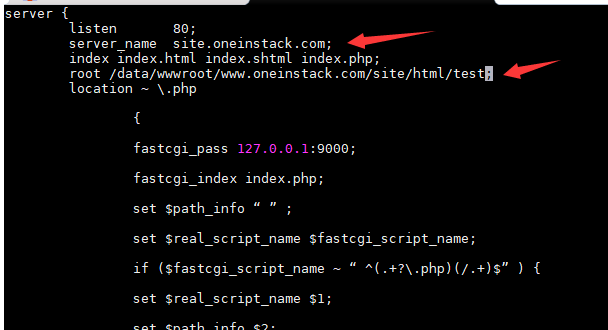 server {
listen 80;
server_name site.oneinstack.com;
index index.html index.shtml index.php;
root /data/wwwroot/www.oneinstack.com/site/html/test;
location ~ \.php
{
fastcgi_pass 127.0.0.1:9000;
fastcgi_index index.php;
set $path_info “ ” ;
set $real_script_name $fastcgi_script_name;
if ($fastcgi_script_name ~ “ ^(.+?\.php)(/.+)$” ) {
set $real_script_name $1;
set $path_info $2;